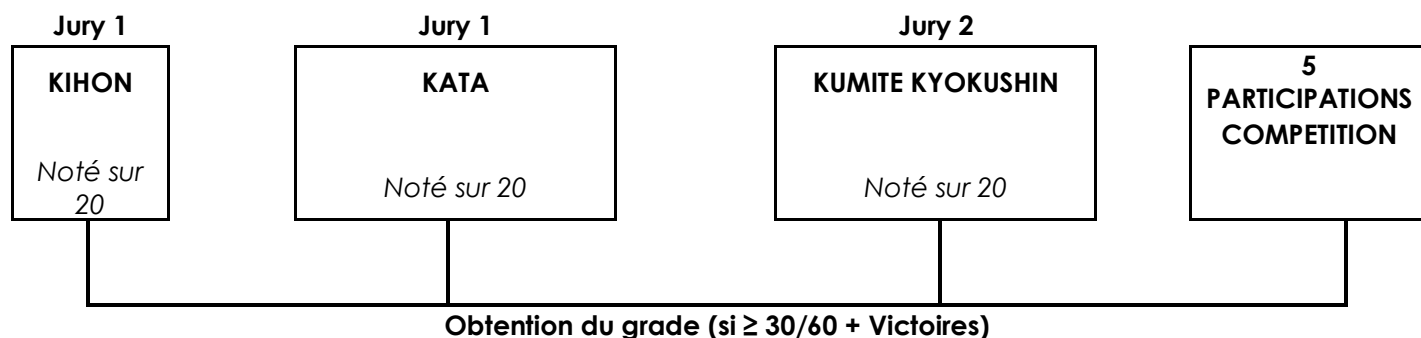 Jury 1
KIHON
Noté sur
20
Jury 1
KATA
Noté sur 20
Jury 2
KUMITE KYOKUSHIN
Noté sur 20
5
PARTICIPATIONS
COMPETITION
Obtention du grade (si ≥ 30/60 + Victoires)